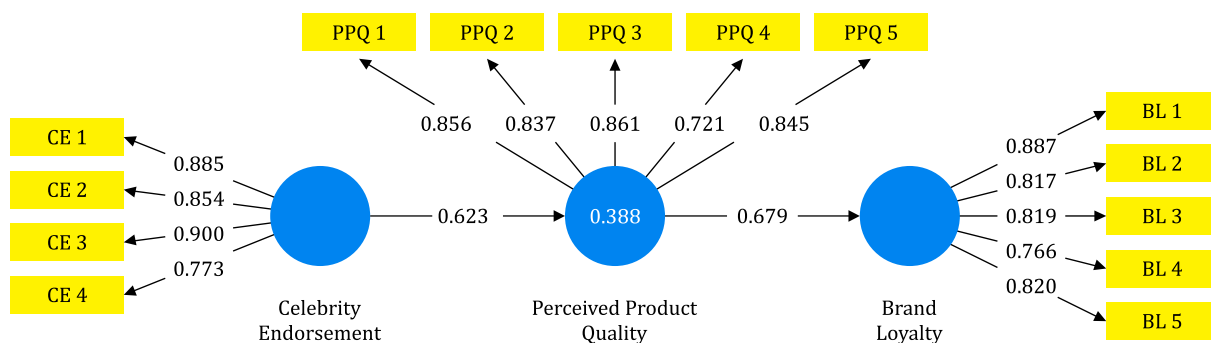 PPQ 1
PPQ 2
PPQ 3
PPQ 4
PPQ 5
0.856
0.837
0.861
0.721
0.845
CE 1
CE 2
CE 3
CE 4
0.885
0.854
0.900
0.773
0.623
0.388
0.679
0.887
0.817
0.819
0.766
0.820
BL 1
BL 2
BL 3
BL 4
BL 5
Celebrity
Endorsement
Perceived Product
Quality
Brand
Loyalty